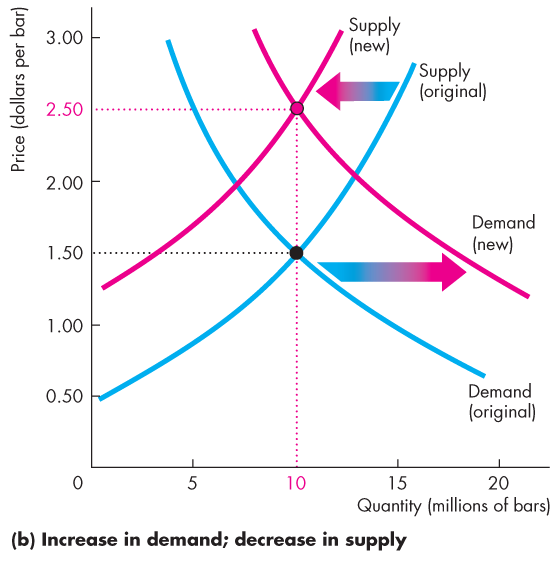 Price (dollars per bar)
3.00
2.50
2.00
1.50
1.00
0.50
0
5
10
15
20
Quantity (millions of bars)
Supply
(new)
Supply
(original)
Demand
(new)
Demand
(original)
(b) Increase in demand; decrease in supply